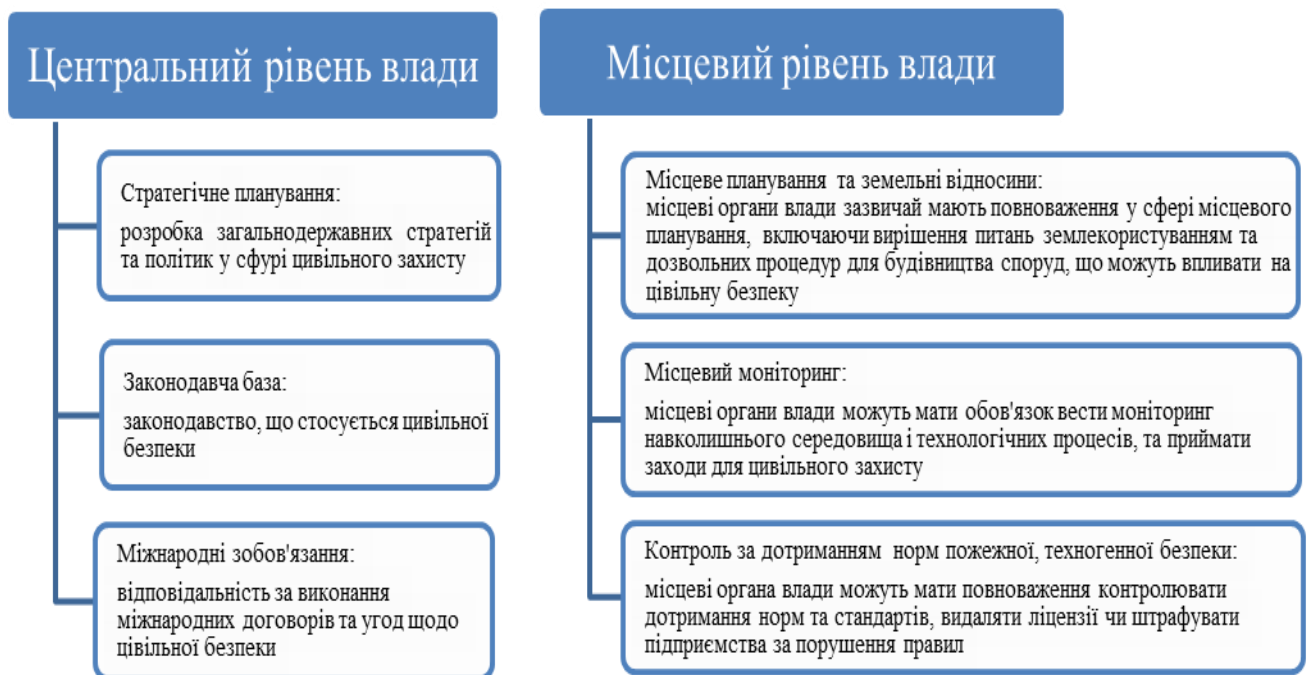 Центральний рівень влади
Стратегічне планування:
розробка загальнодержавних стратегій
та політик у сфурі цивільного захисту
Законодавча база:
законодавство, що стосується цивільної
безпеки
Міжнародні зобов'язання:
відповідальність за виконання
міжнародних договорів та угод щодо
цівільної безпеки
Місцевий рівень влади
Місцеве планування та земельні відносини:
місцеві органи влади зазвичай мають повноваження у сфері місцевого
планування, включаючи вирішення питань землекористуванням та
дозвольних процедур для будівництва споруд, що можуть впливати на
цівільну безпеку
Місцевий моніторинг:
місцеві органи влади можуть мати обов'язок вести моніторинг
навколишнього середовища і технологічних процесів, та приймати
заходи для цивільного захисту
Контроль за дотриманням норм пожежної, техногенної безпеки:
місцеві органа влади можуть мати повноваження контролювати
дотримання норм та стандартів, видаляти ліцензії чи штрафувати
підприємства за порушення правил